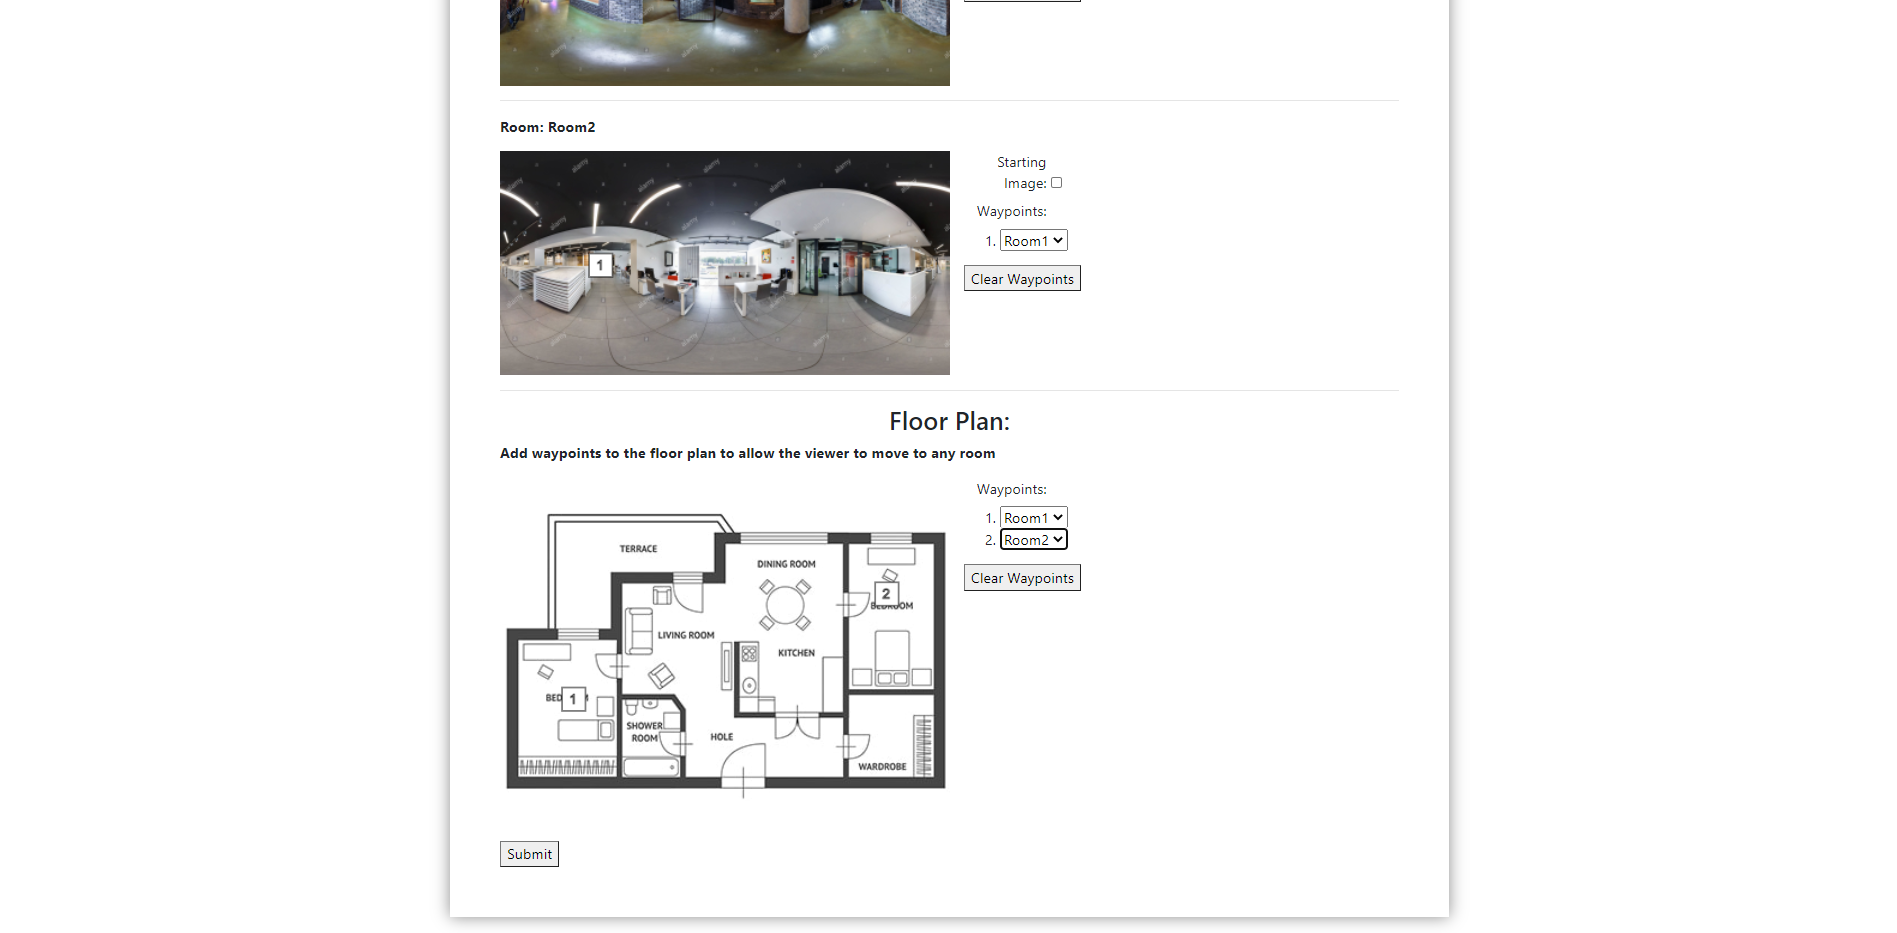 Room: Room2
alamy
Starting
Image:
Waypoints:
1. Room1
1
Clear Waypoints
Floor Plan:
Add waypoints to the floor plan to allow the viewer to move to any room
Waypoints:
1. Room1
2. Room2
Clear Waypoints
TERRACE
DINING ROOM
2
LIVING ROOM
KITCHEN
1
SHOWER
ROOM
HOLE
WARDROBE
Submit